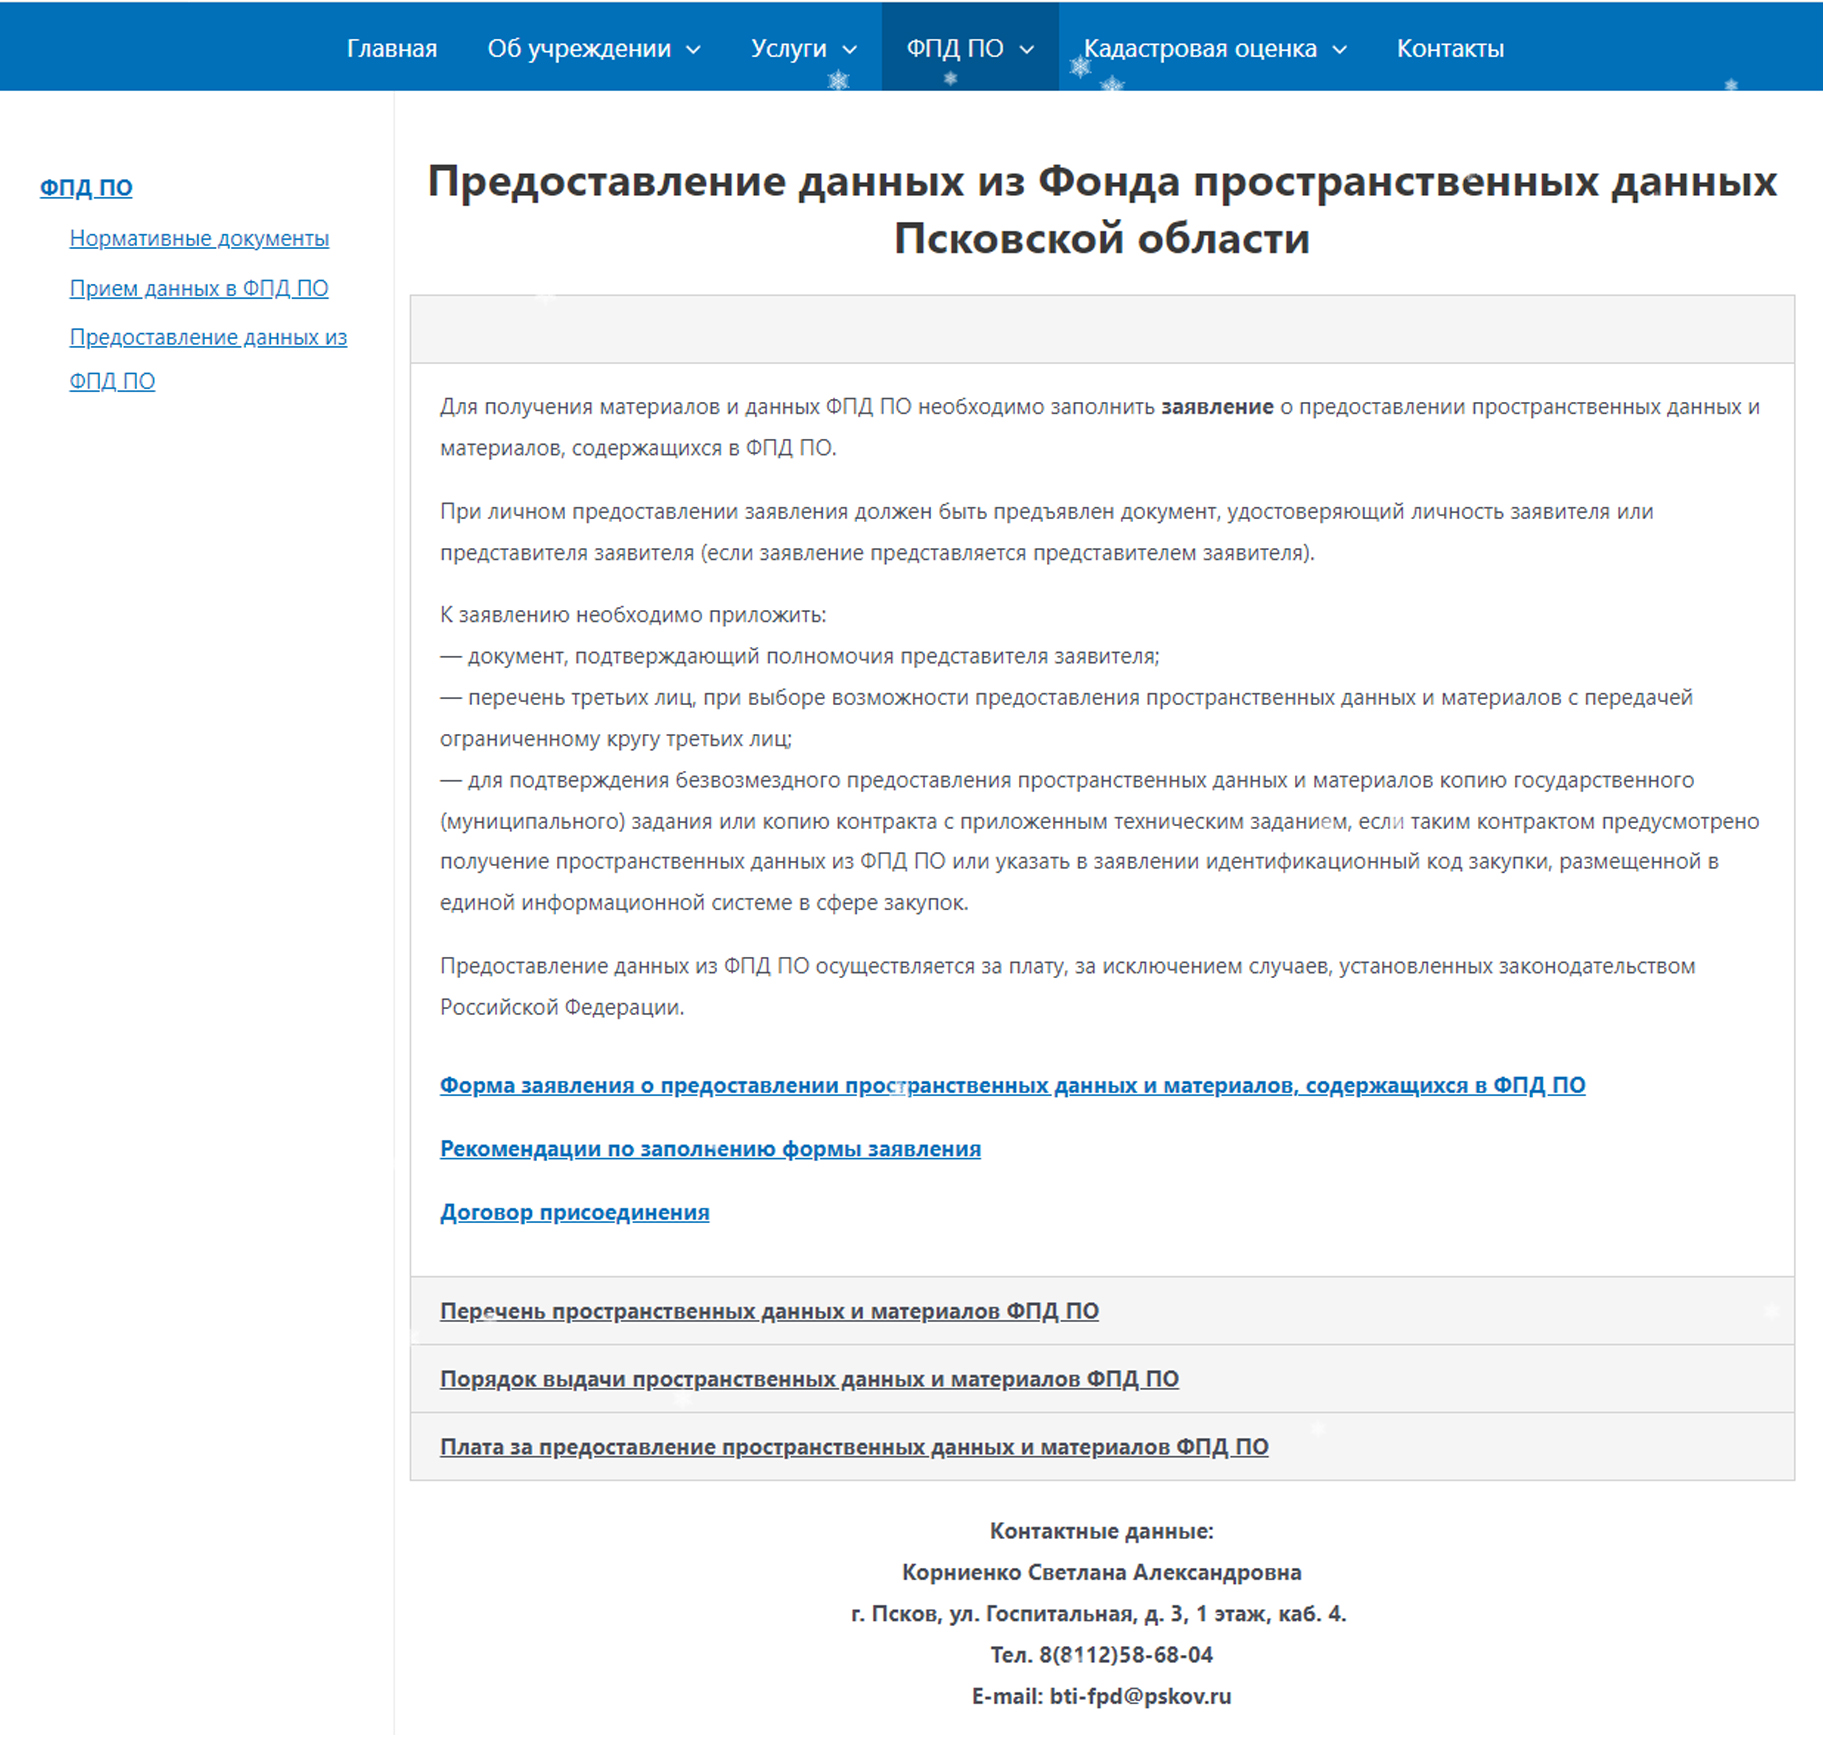 Главная Об учреждении Услуги ФПД ПО Кадастровая оценка Контакты
ФПД ПО
Нормативные документы
Прием данных в ФПД ПО
Предоставление данных из
ФПД ПО
Предоставление данных из Фонда пространственных данных
Псковской области
Для получения материалов и данных ФПД ПО необходимо заполнить заявление о предоставлении пространственных данных и
материалов, содержащихся в ФПД ПО.
При личном предоставлении заявления должен быть предъявлен документ, удостоверяющий личность заявителя или
представителя заявителя (если заявление представляется представителем заявителя).
К заявлению необходимо приложить:
— документ, подтверждающий полномочия представителя заявителя;
— перечень третьих лиц, при выборе возможности предоставления пространственных данных и материалов с передачей
ограниченному кругу третьих лиц;
— для подтверждения безвозмездного предоставления пространственных данных и материалов копию государственного
(муниципального) задания или копию контракта с приложенным техническим заданием, если таким контрактом предусмотрено
получение пространственных данных из ФПД ПО или указать в заявлении идентификационный код закупки, размещенной в
единой информационной системе в сфере закупок.
Предоставление данных из ФПД ПО осуществляется за плату, за исключением случаев, установленных законодательством
Российской Федерации.
Форма заявления о предоставлении пространственных данных и материалов, содержащихся в ФПД ПО
Рекомендации по заполнению формы заявления
Договор присоединения
Перечень пространственных данных и материалов ФПД ПО
Порядок выдачи пространственных данных и материалов ФПД ПО
Плата за предоставление пространственных данных и материалов ФПД ПО
Контактные данные:
Корниенко Светлана Александровна
г. Псков, ул. Госпитальная, д. 3, 1 этаж, каб. 4.
Тел. 8(8112)58-68-04
E-mail: bti-fpd@pskov.ru